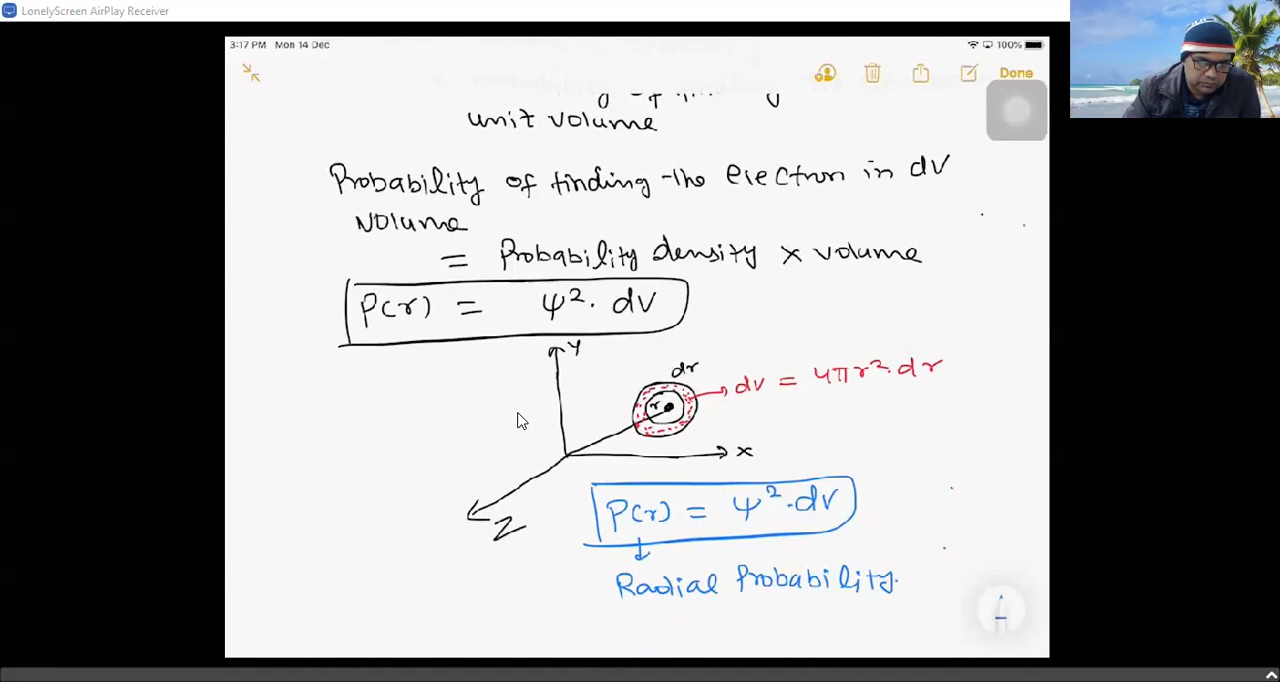 LonelyScreen AirPlay Receiver
3:17 PM Mon 14 Dec
100%
Done
unit volume
Probability of finding the electron in dV
volume
= Probability density × volume
P(r) = ψ². dV
Y
dr
r
dv = 4πr². dr
X
Z
P(r) = ψ².dV
Radial Probability.